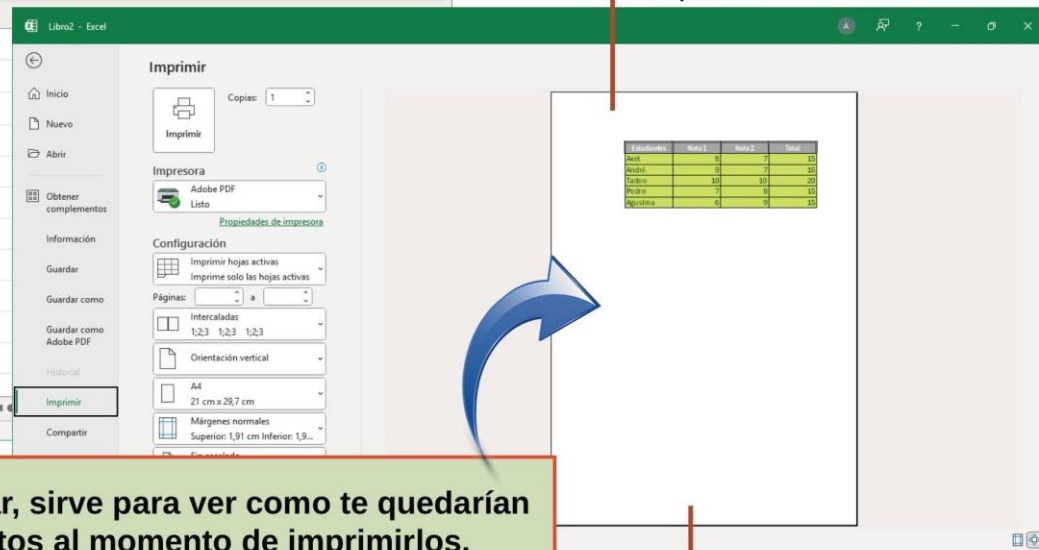 Libro2 - Excel
A
?
Imprimir
Inicio
Nuevo
Abrir
Obtener
complementos
Información
Guardar
Guardar como
Guardar como
Adobe PDF
Historial
Imprimir
Compartir
Copias: 1
Imprimir
Impresora
Adobe PDF
Listo
Propiedades de impresora
Configuración
Imprimir hojas activas
Imprime solo las hojas activas
Páginas: a
Intercaladas
1;2;3 1;2;3 1;2;3
Orientación vertical
A4
21 cm x 29,7 cm
Márgenes normales
Superior: 1,91 cm Inferior: 1,9...
Estudiantes Nota 1 Nota 2 Total
Axel 8 7 15
André 9 7 16
Tadeo 10 10 20
Pedro 7 8 15
Agustina 6 9 15
sirve para ver como te quedarían
al momento de imprimirlos.